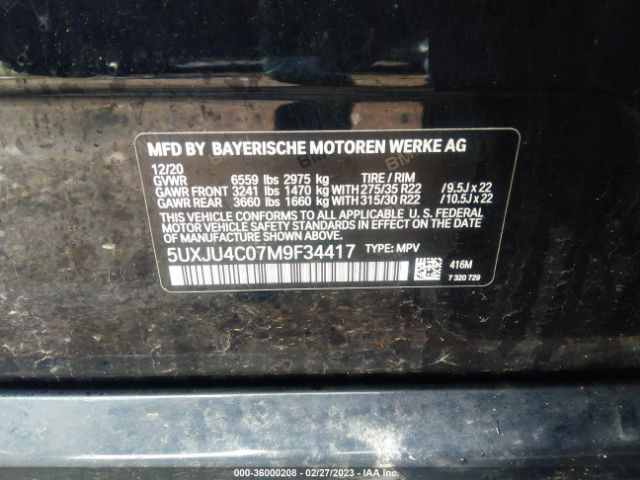 MFD BY BAYERISCHE MOTOREN WERKE AG
12/20
GVWR 6559 lbs 2975 kg TIRE / RIM
GAWR FRONT 3241 lbs 1470 kg WITH 275/35 R22 / 9.5J x 22
GAWR REAR 3660 lbs 1660 kg WITH 315/30 R22 / 10.5J x 22
THIS VEHICLE CONFORMS TO ALL APPLICABLE U. S. FEDERAL
MOTOR VEHICLE SAFETY STANDARDS IN EFFECT ON THE DATE
OF MANUFACTURE SHOWN ABOVE.
5UXJU4C07M9F34417 TYPE: MPV
416M
7 320 729
000-36000208 - 02/27/2023 - IAA Inc.